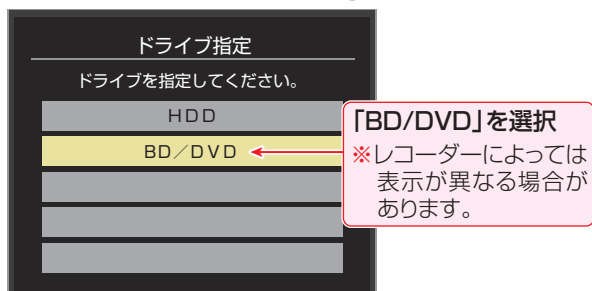 ドライブ指定
ドライブを指定してください。
HDD
BD／DVD
「BD/DVD」を選択
※レコーダーによっては
表示が異なる場合が
あります。